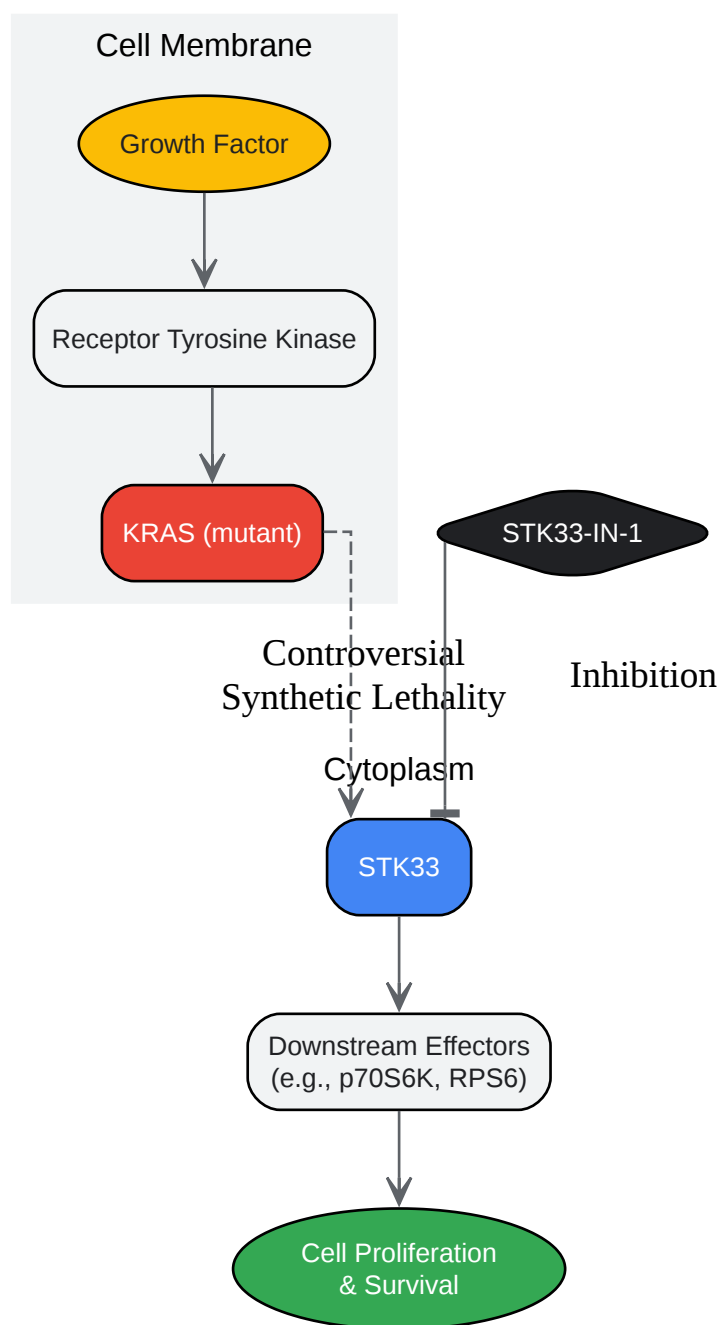 Cell Membrane
Growth Factor
Receptor Tyrosine Kinase
KRAS (mutant)
STK33-IN-1
Controversial
Synthetic Lethality
Inhibition
Cytoplasm
STK33
Downstream Effectors
(e.g., p70S6K, RPS6)
Cell Proliferation
& Survival